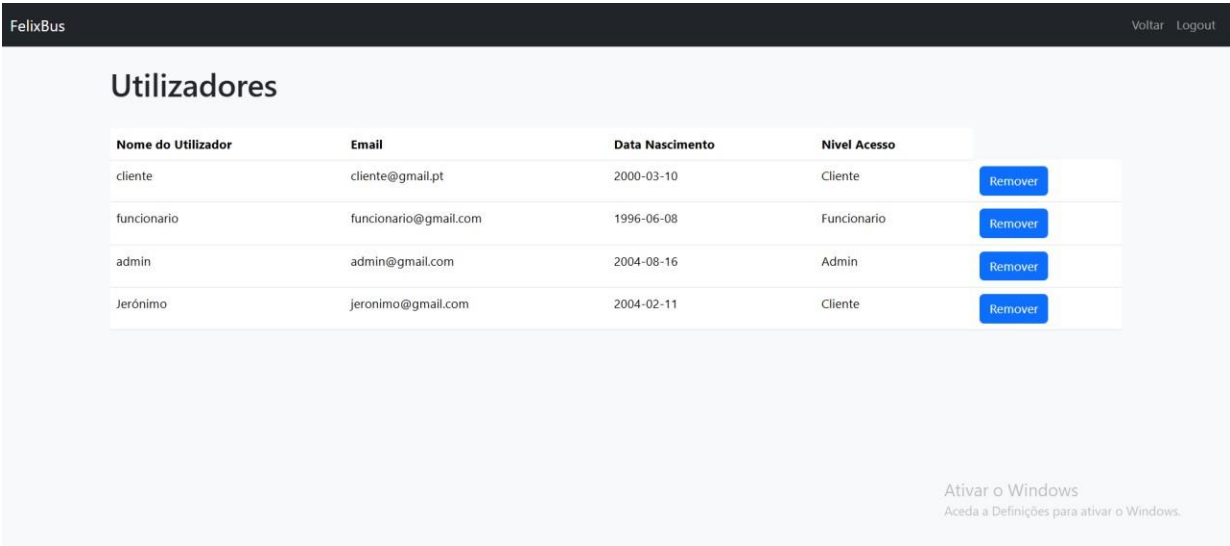 FelixBus Voltar Logout
Utilizadores
Nome do Utilizador Email Data Nascimento Nivel Acesso
cliente cliente@gmail.pt 2000-03-10 Cliente Remover
funcionario funcionario@gmail.com 1996-06-08 Funcionario Remover
admin admin@gmail.com 2004-08-16 Admin Remover
Jerónimo jeronimo@gmail.com 2004-02-11 Cliente Remover
Ativar o Windows
Aceda a Definições para ativar o Windows.